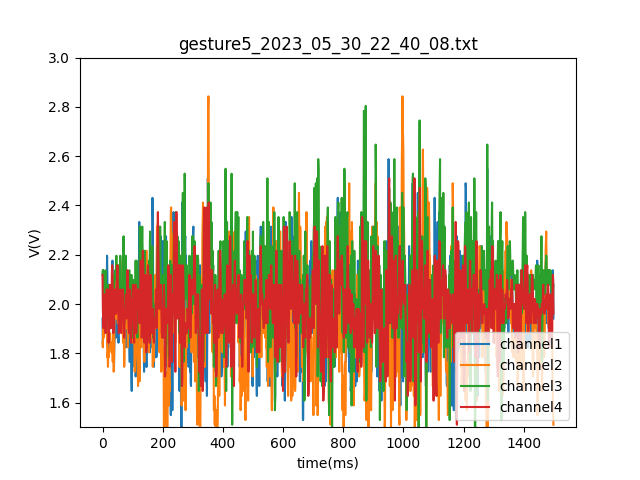 gesture5_2023_05_30_22_40_08.txt
V(V)
3.0
2.8
2.6
2.4
2.2
2.0
1.8
1.6
channel1
channel2
channel3
channel4
0 200 400 600 800 1000 1200 1400
time(ms)